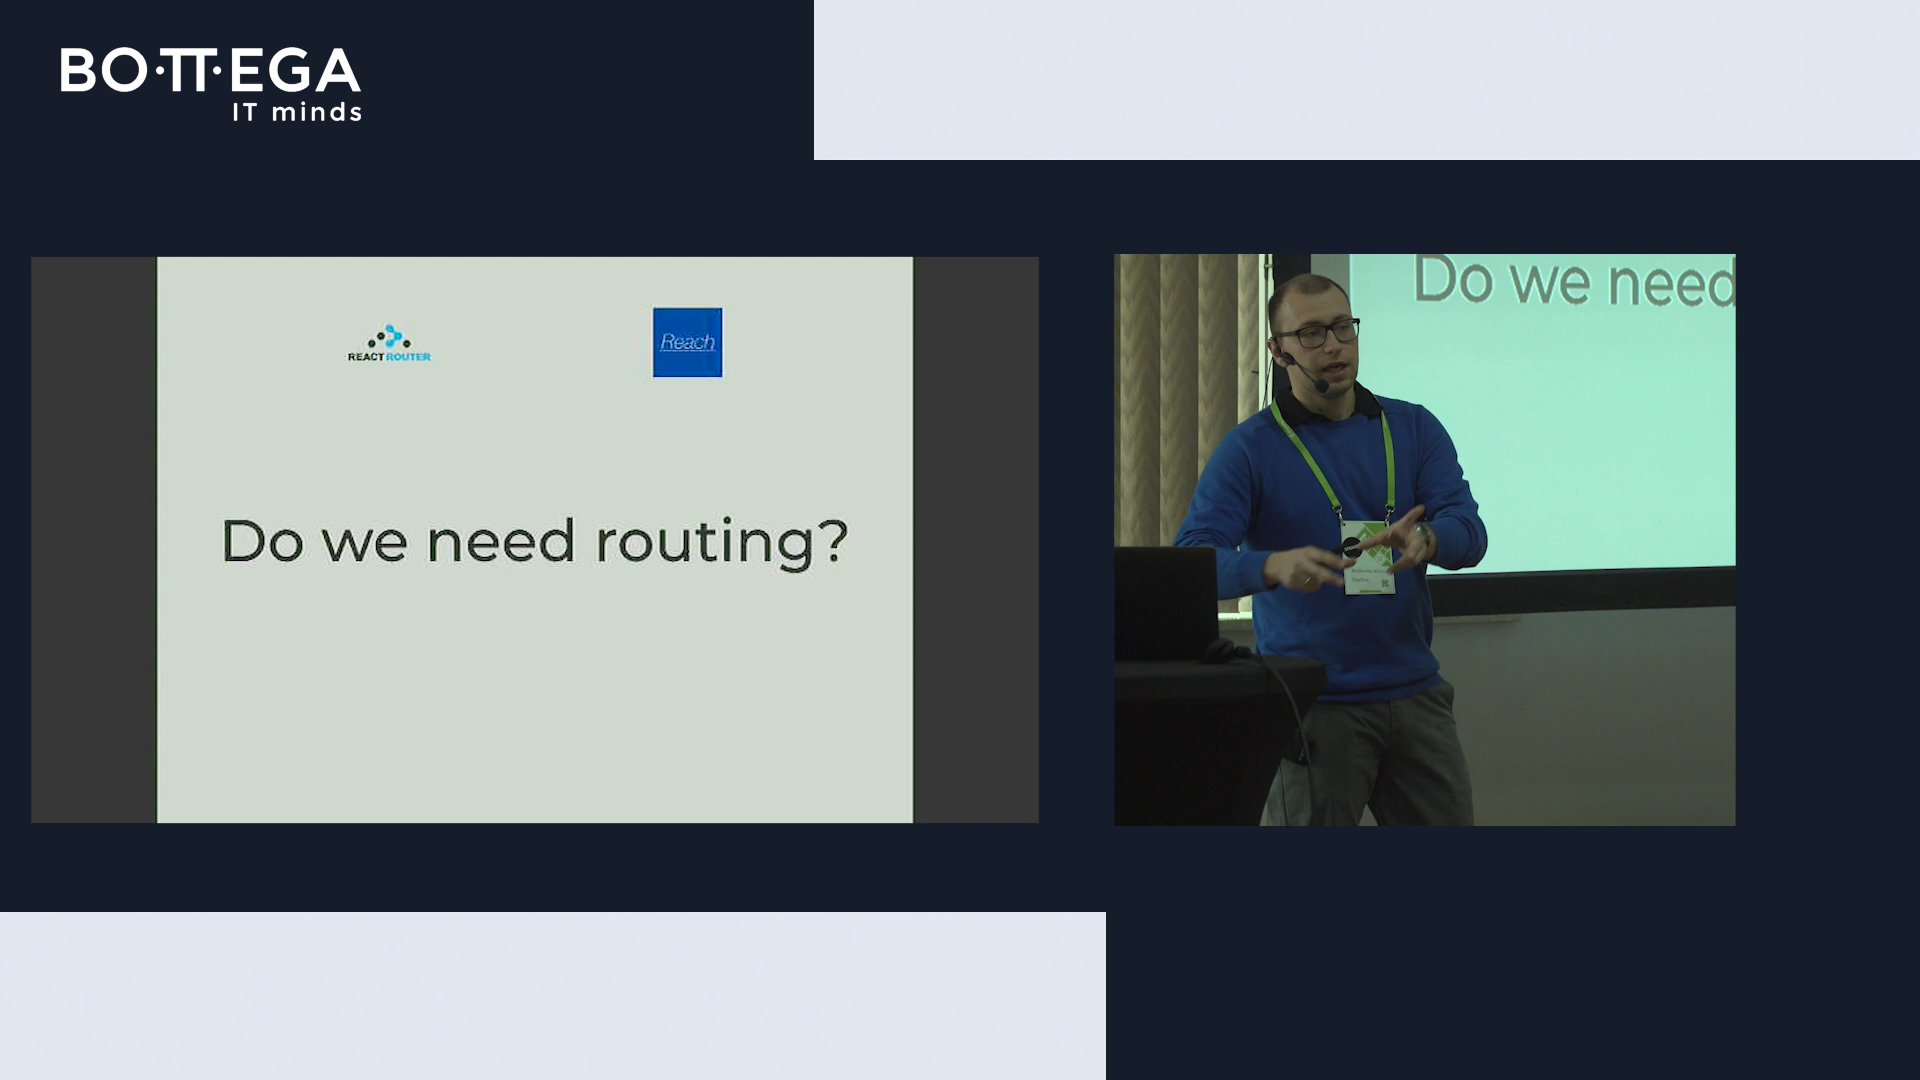 BO·TT·EGA
IT minds
REACT ROUTER
Reach
Do we need routing?
Do we need